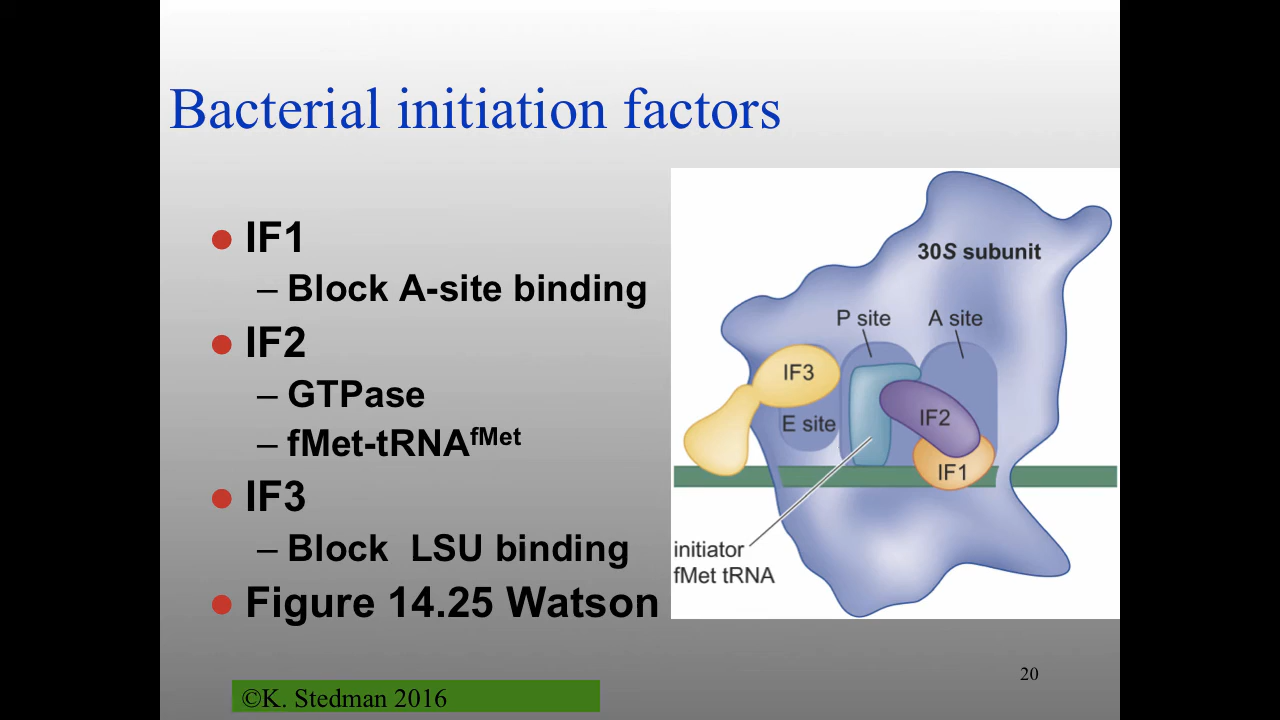 Bacterial initiation factors
● IF1
– Block A-site binding
● IF2
– GTPase
– fMet-tRNAfMet
● IF3
– Block  LSU binding
● Figure 14.25 Watson
30S subunit
P site
A site
IF3
E site
IF2
IF1
initiator
fMet tRNA
20
©K. Stedman 2016